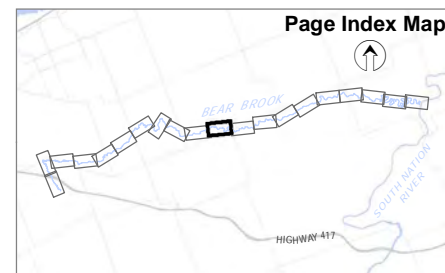 Page Index Map
BEAR BROOK
SOUTH NATION
RIVER
HIGHWAY 417